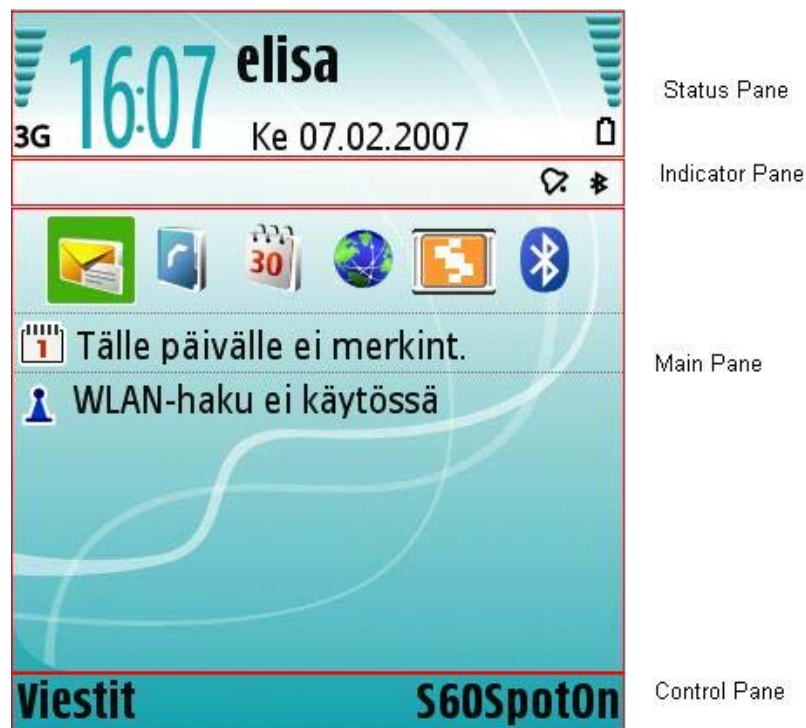 16:07 elisa
3G Ke 07.02.2007
Status Pane
Indicator Pane
30
1 Tälle päivälle ei merkint.
Main Pane
WLAN-haku ei käytössä
Viestit S60SpotOn
Control Pane